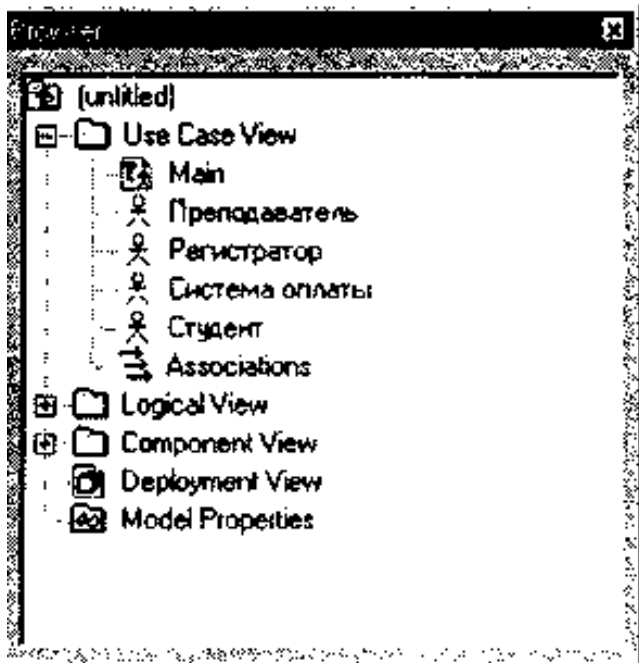 Browser
(untitled)
Use Case View
Main
Преподаватель
Регистратор
Система оплаты
Студент
Associations
Logical View
Component View
Deployment View
Model Properties